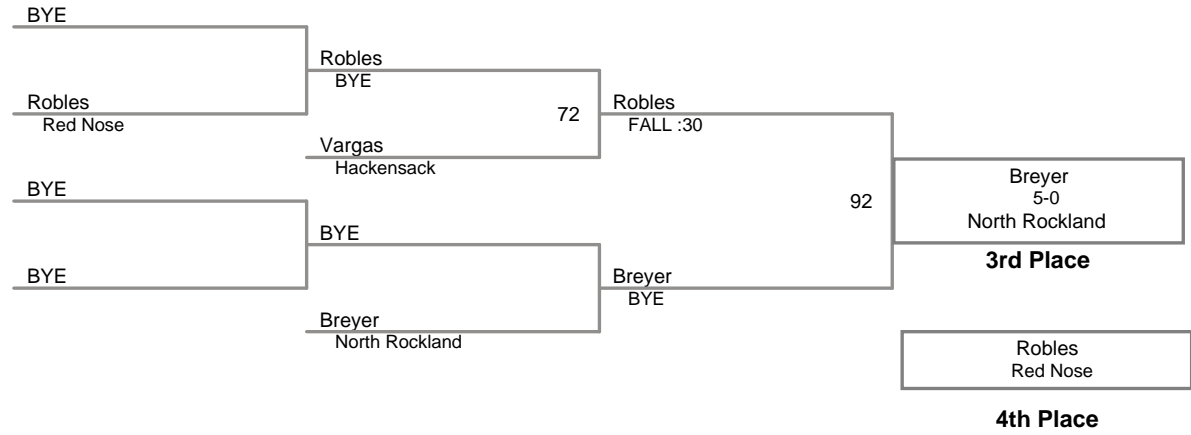 BYE
Robles
BYE
Robles
Red Nose
72
Robles
FALL :30
Vargas
Hackensack
BYE
92
Breyer
5-0
North Rockland
BYE
3rd Place
BYE
Breyer
BYE
Breyer
North Rockland
Robles
Red Nose
4th Place